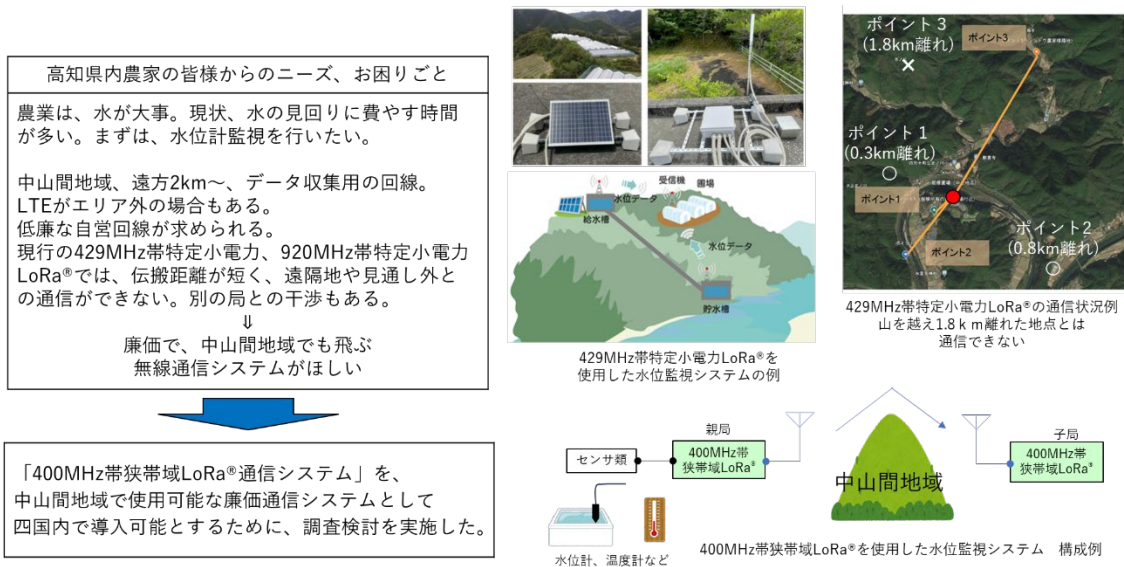 高知県内農家の皆様からのニーズ、お困りごと
農業は、水が大事。現状、水の見回りに費やす時間
が多い。まずは、水位計監視を行いたい。
中山間地域、遠方2km～、データ収集用の回線。
LTEがエリア外の場合もある。
低廉な自営回線が求められる。
現行の429MHz帯特定小電力、920MHz帯特定小電力
LoRa®では、伝搬距離が短く、遠隔地や見通し外と
の通信ができない。別の局との干渉もある。
⇓
廉価で、中山間地域でも飛ぶ
無線通信システムがほしい
「400MHz帯狭帯域LoRa®通信システム」を、
中山間地域で使用可能な廉価通信システムとして
四国内で導入可能とするために、調査検討を実施した。
水位データ
受信機
圃場
給水槽
水位データ
貯水槽
429MHz帯特定小電力LoRa®を
使用した水位監視システムの例
ポイント3
(1.8km離れ)
×
ポイント3
ポイント1
(0.3km離れ)
○
ポイント1
ポイント2
ポイント2
(0.8km離れ)
○
429MHz帯特定小電力LoRa®の通信状況例
山を越え1.8ｋｍ離れた地点とは
通信できない
センサ類
親局
400MHz帯
狭帯域LoRa®
中山間地域
子局
400MHz帯
狭帯域LoRa®
水位計、温度計など
400MHz帯狭帯域LoRa®を使用した水位監視システム　構成例